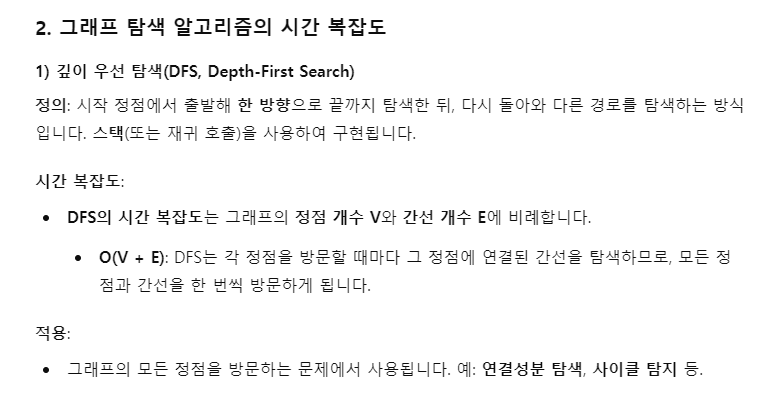 2. 그래프 탐색 알고리즘의 시간 복잡도
1) 깊이 우선 탐색(DFS, Depth-First Search)
정의: 시작 정점에서 출발해 한 방향으로 끝까지 탐색한 뒤, 다시 돌아와 다른 경로를 탐색하는 방식
입니다. 스택(또는 재귀 호출)을 사용하여 구현됩니다.
시간 복잡도:
• DFS의 시간 복잡도는 그래프의 정점 개수 V와 간선 개수 E에 비례합니다.
• O(V + E): DFS는 각 정점을 방문할 때마다 그 정점에 연결된 간선을 탐색하므로, 모든 정
점과 간선을 한 번씩 방문하게 됩니다.
적용:
• 그래프의 모든 정점을 방문하는 문제에서 사용됩니다. 예: 연결성분 탐색, 사이클 탐지 등.